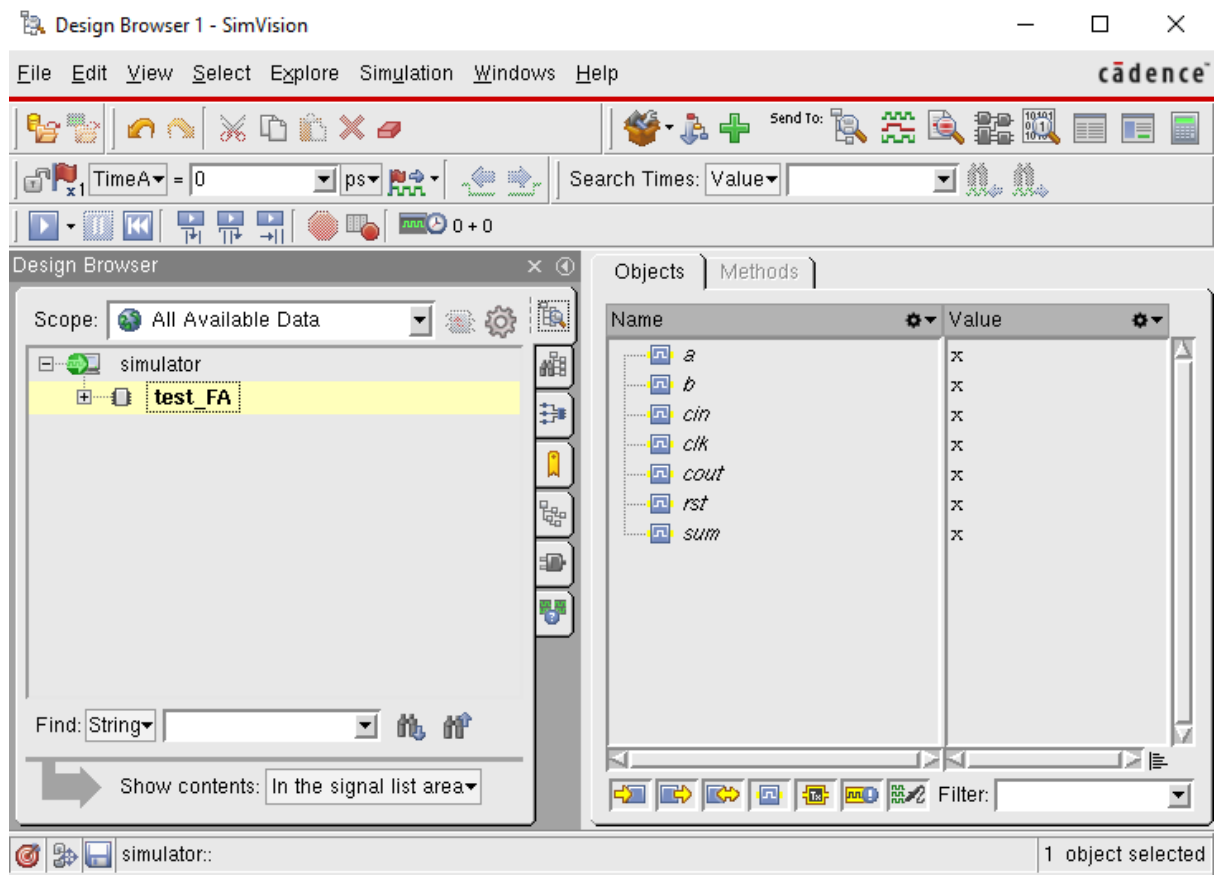 Design Browser 1 - SimVision
File Edit View Select Explore Simulation Windows Help cādence
Send To:
x1 TimeA = 0 ps Search Times: Value
0 + 0
Design Browser
Objects Methods
Scope: All Available Data
Name Value
simulator
test_FA
a x
b x
cin x
clk x
cout x
rst x
sum x
Find: String
Show contents: In the signal list area
Filter:
simulator:: 1 object selected